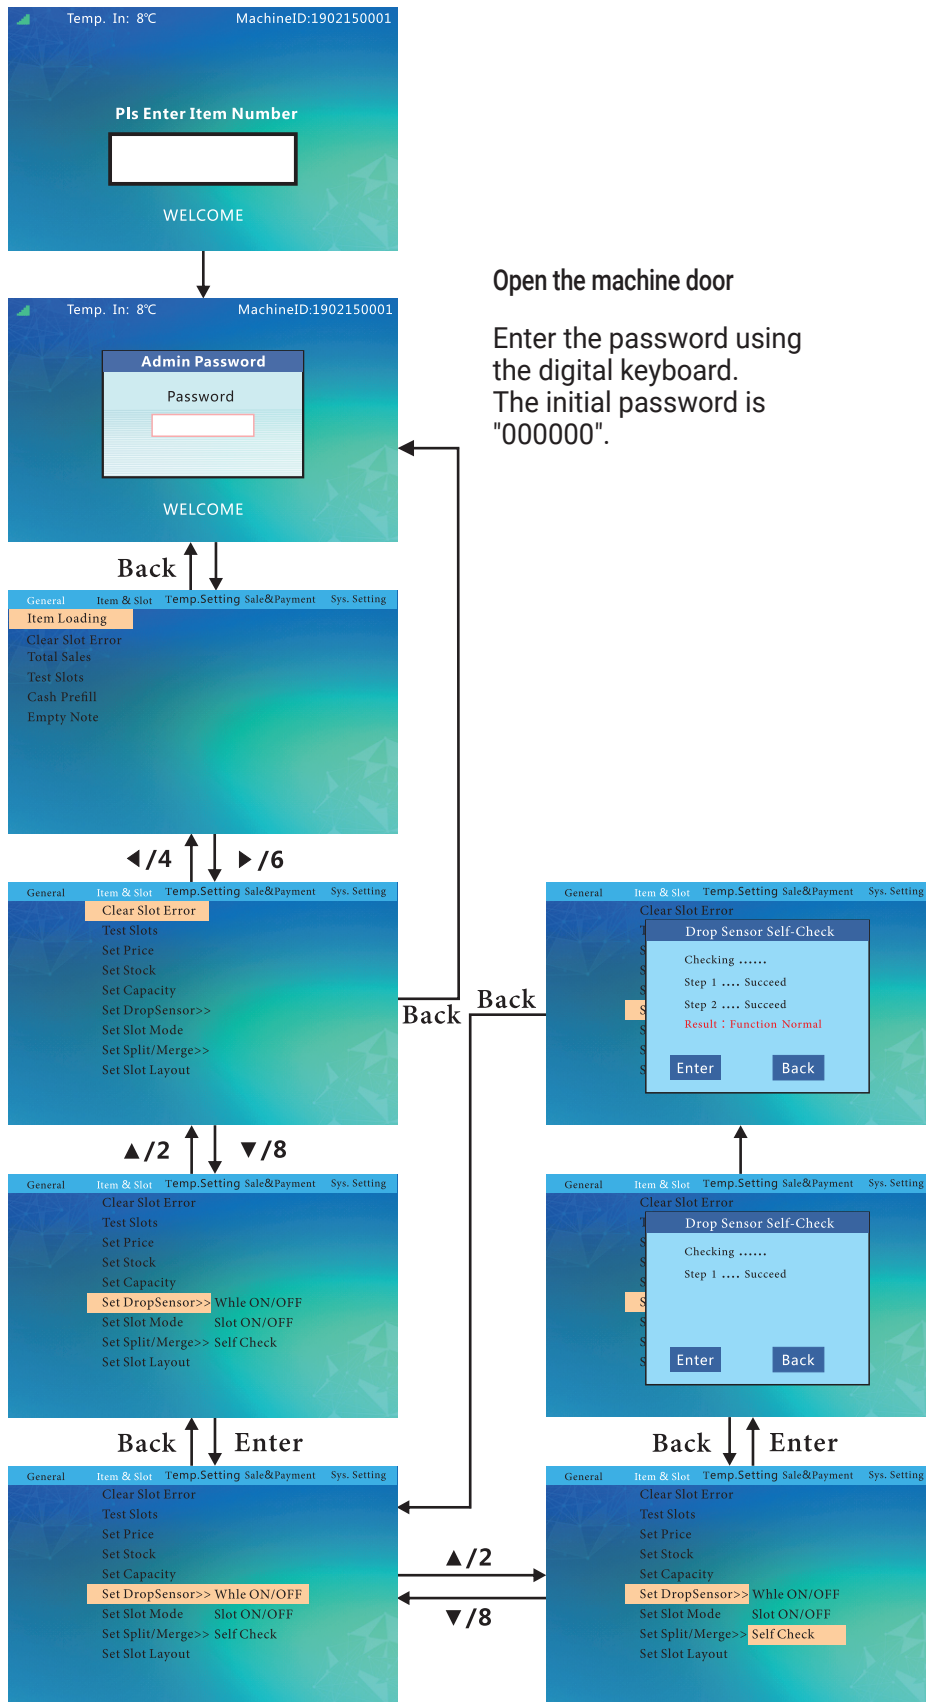 Temp. In: 8℃ MachineID:1902150001
Pls Enter Item Number
WELCOME
Temp. In: 8℃ MachineID:1902150001
Admin Password
Password
WELCOME
Open the machine door
Enter the password using
the digital keyboard.
The initial password is
"000000".
Back
General Item & Slot Temp.Setting Sale&Payment Sys. Setting
Item Loading
Clear Slot Error
Total Sales
Test Slots
Cash Prefill
Empty Note
◀/4 ▶/6
General Item & Slot Temp.Setting Sale&Payment Sys. Setting
Clear Slot Error
Test Slots
Set Price
Set Stock
Set Capacity
Set DropSensor>>
Set Slot Mode
Set Split/Merge>>
Set Slot Layout
Back
▲/2 ▼/8
General Item & Slot Temp.Setting Sale&Payment Sys. Setting
Clear Slot Error
Test Slots
Set Price
Set Stock
Set Capacity
Set DropSensor>> Whle ON/OFF
Set Slot Mode Slot ON/OFF
Set Split/Merge>> Self Check
Set Slot Layout
Back Enter
General Item & Slot Temp.Setting Sale&Payment Sys. Setting
Clear Slot Error
Test Slots
Set Price
Set Stock
Set Capacity
Set DropSensor>> Whle ON/OFF
Set Slot Mode Slot ON/OFF
Set Split/Merge>> Self Check
Set Slot Layout
▲/2
▼/8
General Item & Slot Temp.Setting Sale&Payment Sys. Setting
Clear Slot Error
Test Slots
Set Price
Set Stock
Set Capacity
Set DropSensor>> Whle ON/OFF
Set Slot Mode Slot ON/OFF
Set Split/Merge>> Self Check
Set Slot Layout
Back Enter
General Item & Slot Temp.Setting Sale&Payment Sys. Setting
Clear Slot Error
Drop Sensor Self-Check
Checking ......
Step 1 .... Succeed
Enter Back
General Item & Slot Temp.Setting Sale&Payment Sys. Setting
Clear Slot Error
Drop Sensor Self-Check
Checking ......
Step 1 .... Succeed
Step 2 .... Succeed
Result : Function Normal
Enter Back
Back